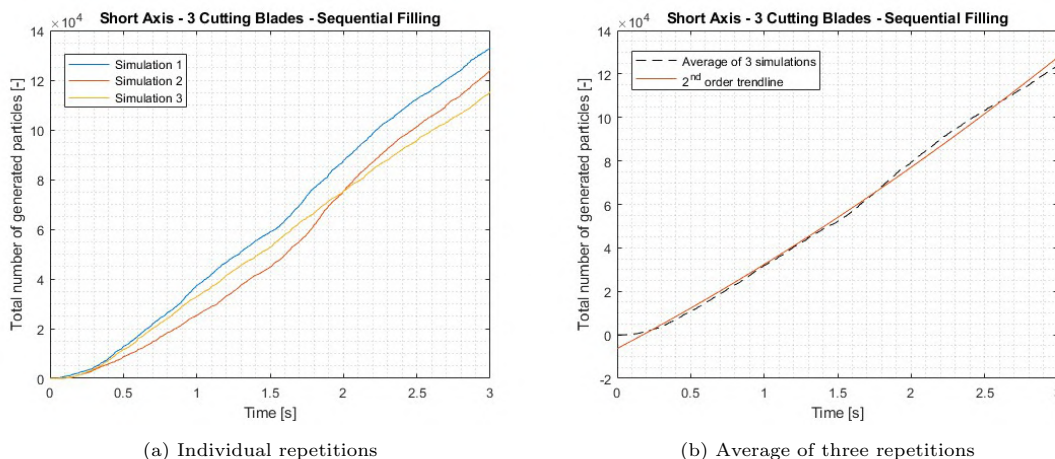 Short Axis - 3 Cutting Blades - Sequential Filling
×10⁴
14
12
10
8
6
4
2
0
Total number of generated particles [-]
Simulation 1
Simulation 2
Simulation 3
0 0.5 1 1.5 2 2.5 3
Time [s]
(a) Individual repetitions
Short Axis - 3 Cutting Blades - Sequential Filling
×10⁴
14
12
10
8
6
4
2
0
-2
Total number of generated particles [-]
Average of 3 simulations
2nd order trendline
0 0.5 1 1.5 2 2.5
Time [s]
(b) Average of three repetitions